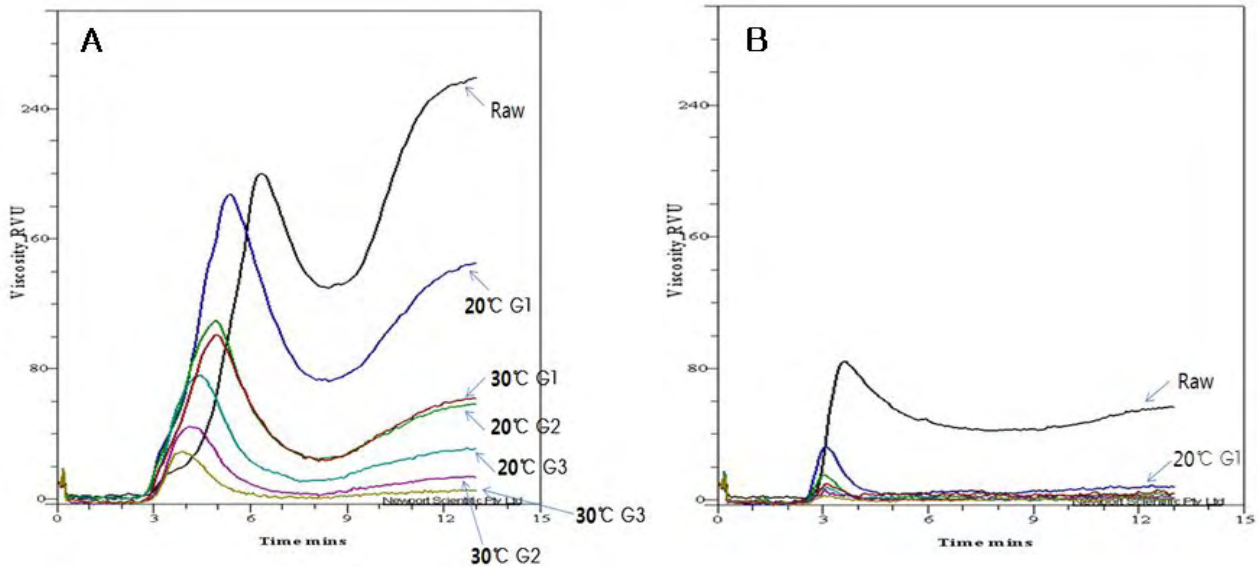 A
240
160
80
0
Viscosity RVU
0 3 6 9 12 15
Time mins
Newport Scientific Pty Ltd
Raw
20℃ G1
30℃ G1
20℃ G2
20℃ G3
30℃ G3
30℃ G2
B
240
160
80
0
Viscosity RVU
0 3 6 9 12 15
Time mins
Newport Scientific Pty Ltd
Raw
20℃ G1